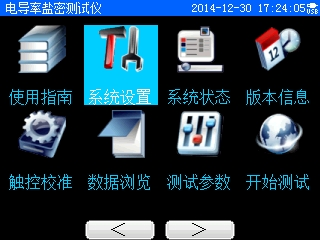 电导率盐密测试仪 2014-12-30 17:24:05 USB
使用指南 系统设置 系统状态 版本信息
触控校准 数据浏览 测试参数 开始测试
< >